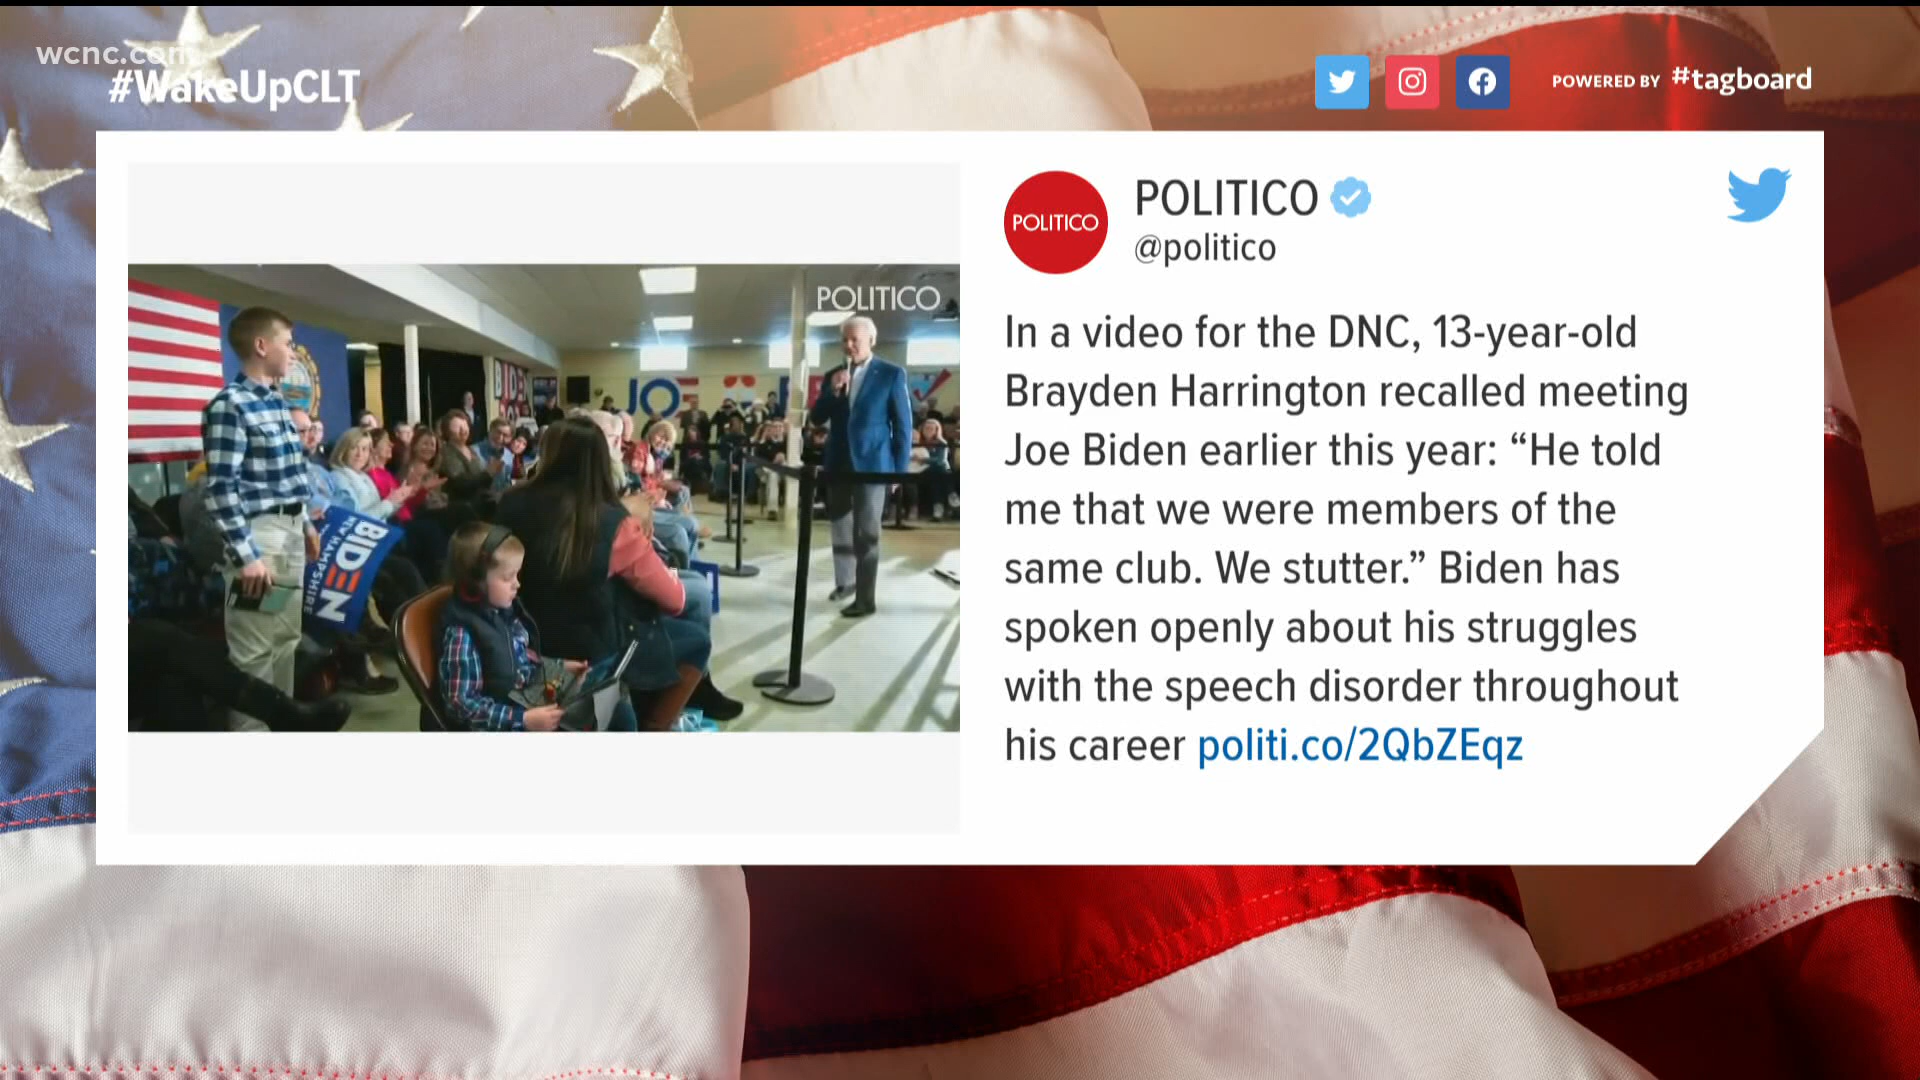 wcnc.com
#WakeUpCLT
POWERED BY #tagboard
POLITICO
POLITICO
@politico
In a video for the DNC, 13-year-old
Brayden Harrington recalled meeting
Joe Biden earlier this year: “He told
me that we were members of the
same club. We stutter.” Biden has
spoken openly about his struggles
with the speech disorder throughout
his career politi.co/2QbZEqz
POLITICO
BIDEN
JOE
BIDEN
NEW HAMPSHIRE